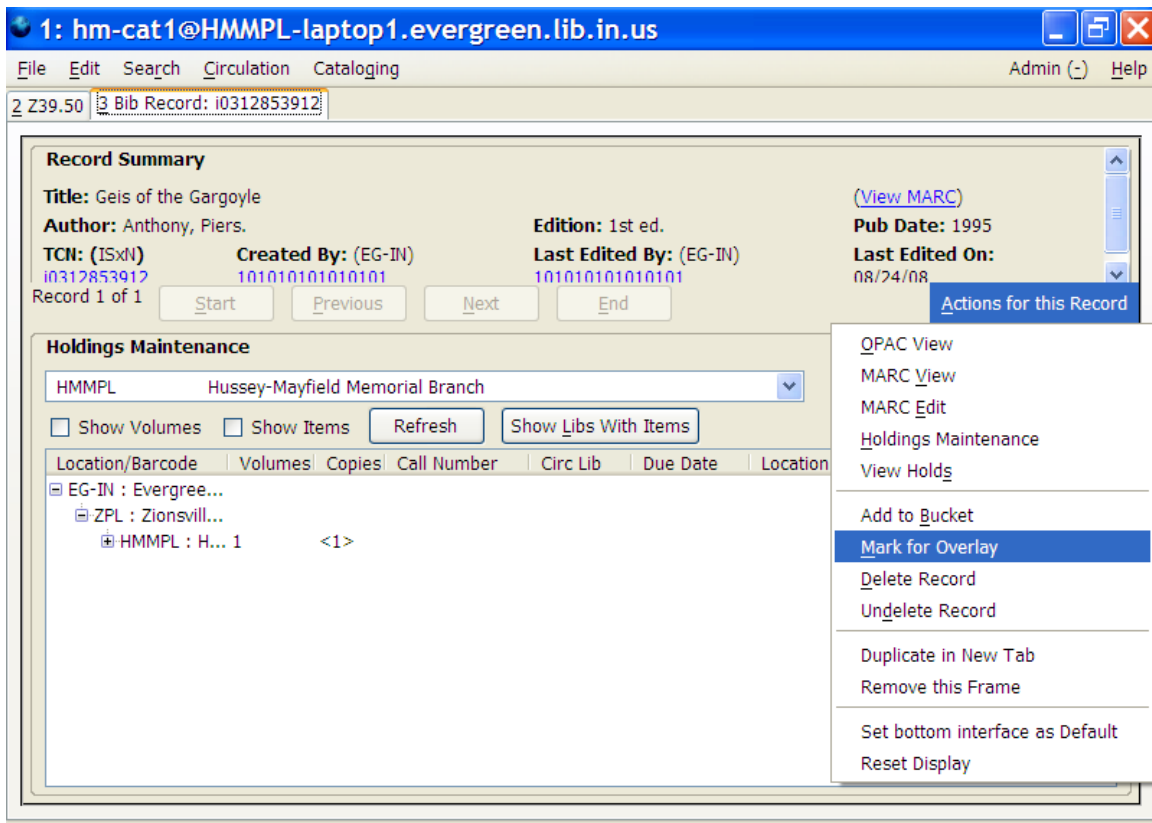 1: hm-cat1@HMMPL-laptop1.evergreen.lib.in.us
File Edit Search Circulation Cataloging Admin (-) Help
2 Z39.50 3 Bib Record: i0312853912
Record Summary
Title: Geis of the Gargoyle (View MARC)
Author: Anthony, Piers. Edition: 1st ed. Pub Date: 1995
TCN: (ISxN) Created By: (EG-IN) Last Edited By: (EG-IN) Last Edited On:
i0312853912 101010101010101 101010101010101 08/24/08
Record 1 of 1 Start Previous Next End Actions for this Record
Holdings Maintenance
HMMPL Hussey-Mayfield Memorial Branch
Show Volumes Show Items Refresh Show Libs With Items
Location/Barcode Volumes Copies Call Number Circ Lib Due Date Location
EG-IN : Evergree...
ZPL : Zionsvill...
HMMPL : H... 1 <1>
OPAC View
MARC View
MARC Edit
Holdings Maintenance
View Holds
Add to Bucket
Mark for Overlay
Delete Record
Undelete Record
Duplicate in New Tab
Remove this Frame
Set bottom interface as Default
Reset Display